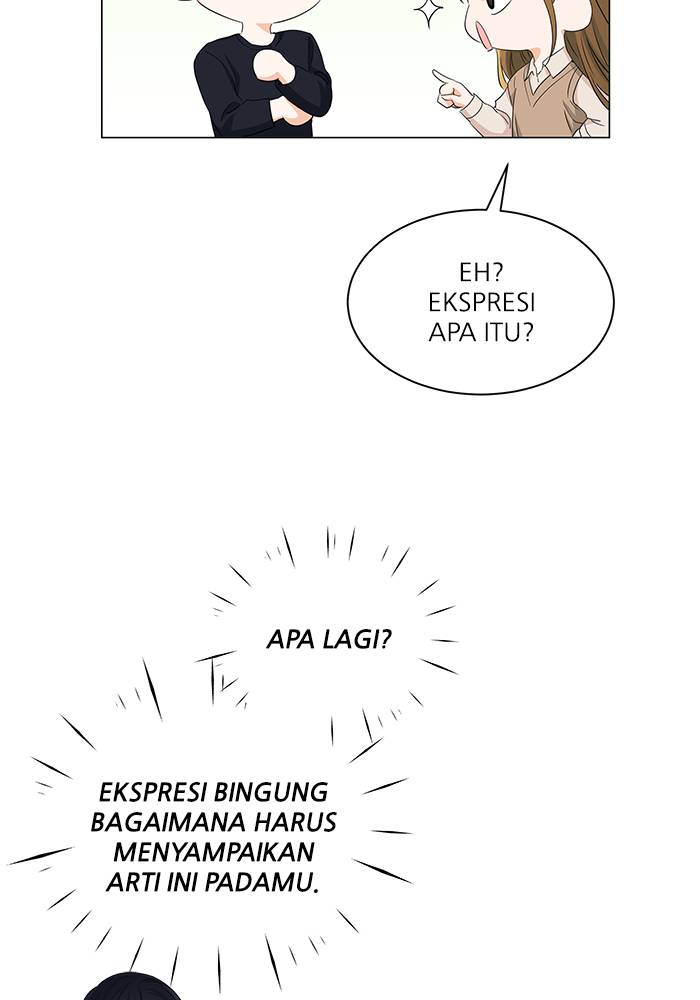 EH?
EKSPRESI
APA ITU?
APA LAGI?
EKSPRESI BINGUNG
BAGAIMANA HARUS
MENYAMPAIKAN
ARTI INI PADAMU.